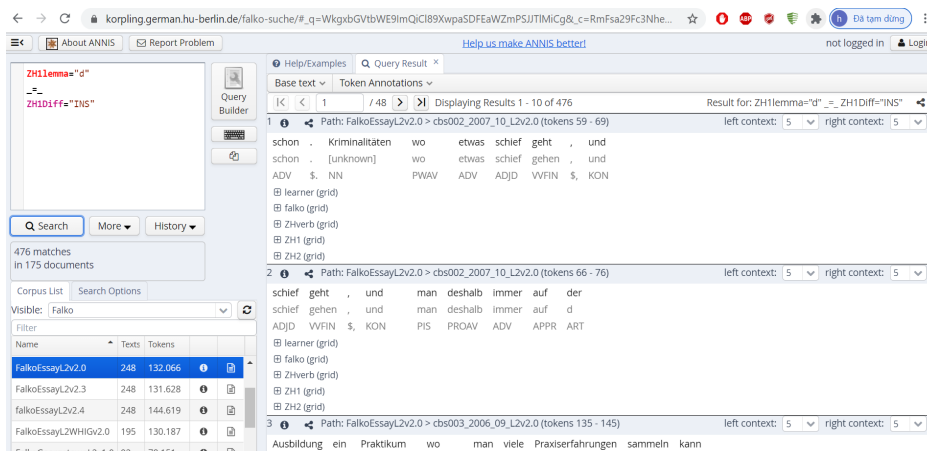 korpling.german.hu-berlin.de/falko-suche/#_q=WkgxbGVtbWE9ImQiCl89XwpaSDFEaWZmPSJJTlMiCg&_c=RmFsa29Fc3Nhe...
h Đã tạm dừng
About ANNIS Report Problem Help us make ANNIS better! not logged in Login
ZH1lemma="d"
_=_
ZH1Diff="INS"
Query Builder
Search More History
476 matches
in 175 documents
Corpus List Search Options
Visible: Falko
Filter
Name Texts Tokens
FalkoEssayL2v2.0 248 132.066
FalkoEssayL2v2.3 248 131.628
falkoEssayL2v2.4 248 144.619
FalkoEssayL2WHIGv2.0 195 130.187
Help/Examples Query Result ×
Base text Token Annotations
1 / 48 Displaying Results 1 - 10 of 476 Result for: ZH1lemma="d" _=_ ZH1Diff="INS"
1 Path: FalkoEssayL2v2.0 > cbs002_2007_10_L2v2.0 (tokens 59 - 69) left context: 5 right context: 5
schon . Kriminalitäten wo etwas schief geht , und
schon . [unknown] wo etwas schief gehen , und
ADV $. NN PWAV ADV ADJD VVFIN $, KON
learner (grid)
falko (grid)
ZHverb (grid)
ZH1 (grid)
ZH2 (grid)
2 Path: FalkoEssayL2v2.0 > cbs002_2007_10_L2v2.0 (tokens 66 - 76) left context: 5 right context: 5
schief geht , und man deshalb immer auf der
schief gehen , und man deshalb immer auf d
ADJD VVFIN $, KON PIS PROAV ADV APPR ART
learner (grid)
falko (grid)
ZHverb (grid)
ZH1 (grid)
ZH2 (grid)
3 Path: FalkoEssayL2v2.0 > cbs003_2006_09_L2v2.0 (tokens 135 - 145) left context: 5 right context: 5
Ausbildung ein Praktikum wo man viele Praxiserfahrungen sammeln kann